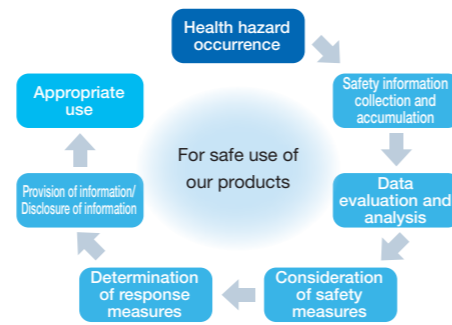 Health hazard
occurrence
Safety information
collection and
accumulation
Data
evaluation and
analysis
Consideration
of safety
measures
Determination
of response
measures
Provision of information/
Disclosure of information
Appropriate
use
For safe use of
our products